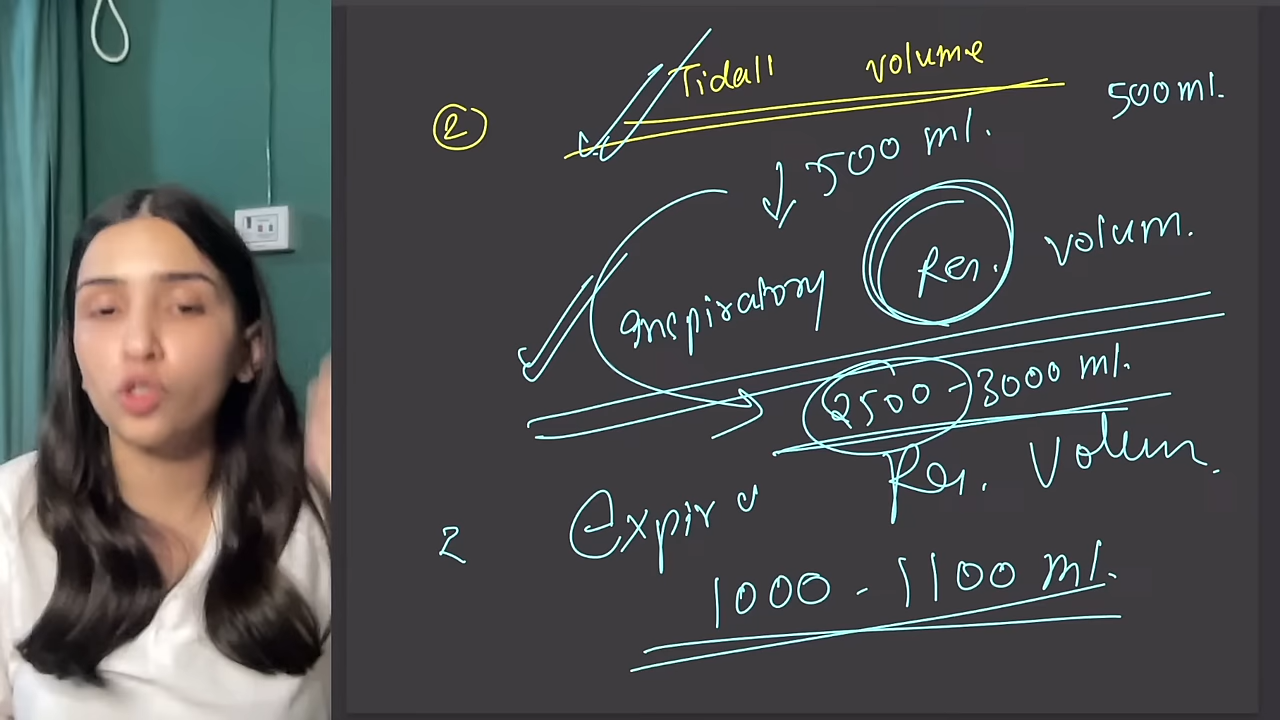 Tidall volume
② 500 ml.
↓ 500 ml.
Inspiratory Res. volum.
2500 - 3000 ml.
Expira Res. Volum.
2
1000 - 1100 ml.